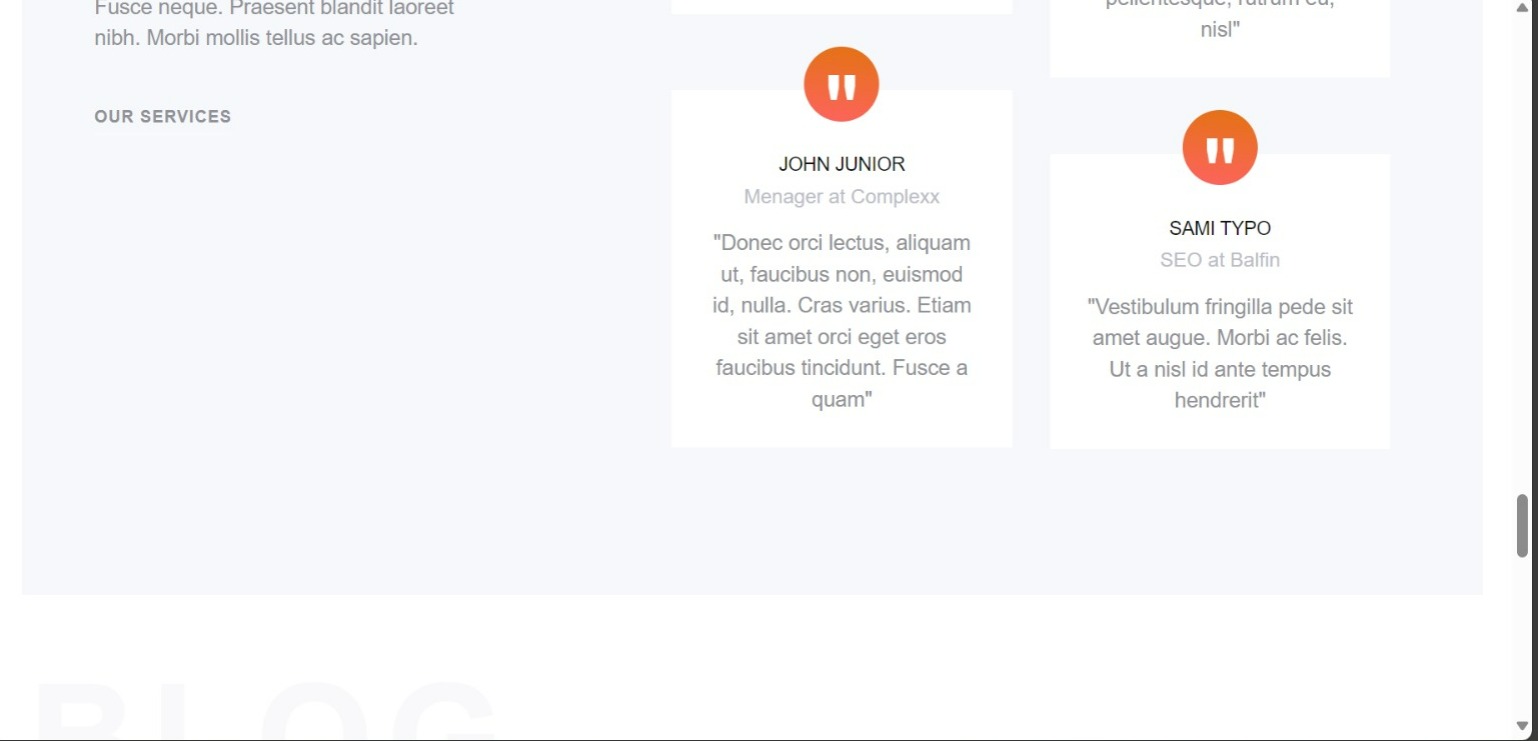 Fusce neque. Praesent blandit laoreet
nibh. Morbi mollis tellus ac sapien.
OUR SERVICES
JOHN JUNIOR
Menager at Complexx
"Donec orci lectus, aliquam
ut, faucibus non, euismod
id, nulla. Cras varius. Etiam
sit amet orci eget eros
faucibus tincidunt. Fusce a
quam"
pellentesque, rutrum eu,
nisl"
SAMI TYPO
SEO at Balfin
"Vestibulum fringilla pede sit
amet augue. Morbi ac felis.
Ut a nisl id ante tempus
hendrerit"
BLOG